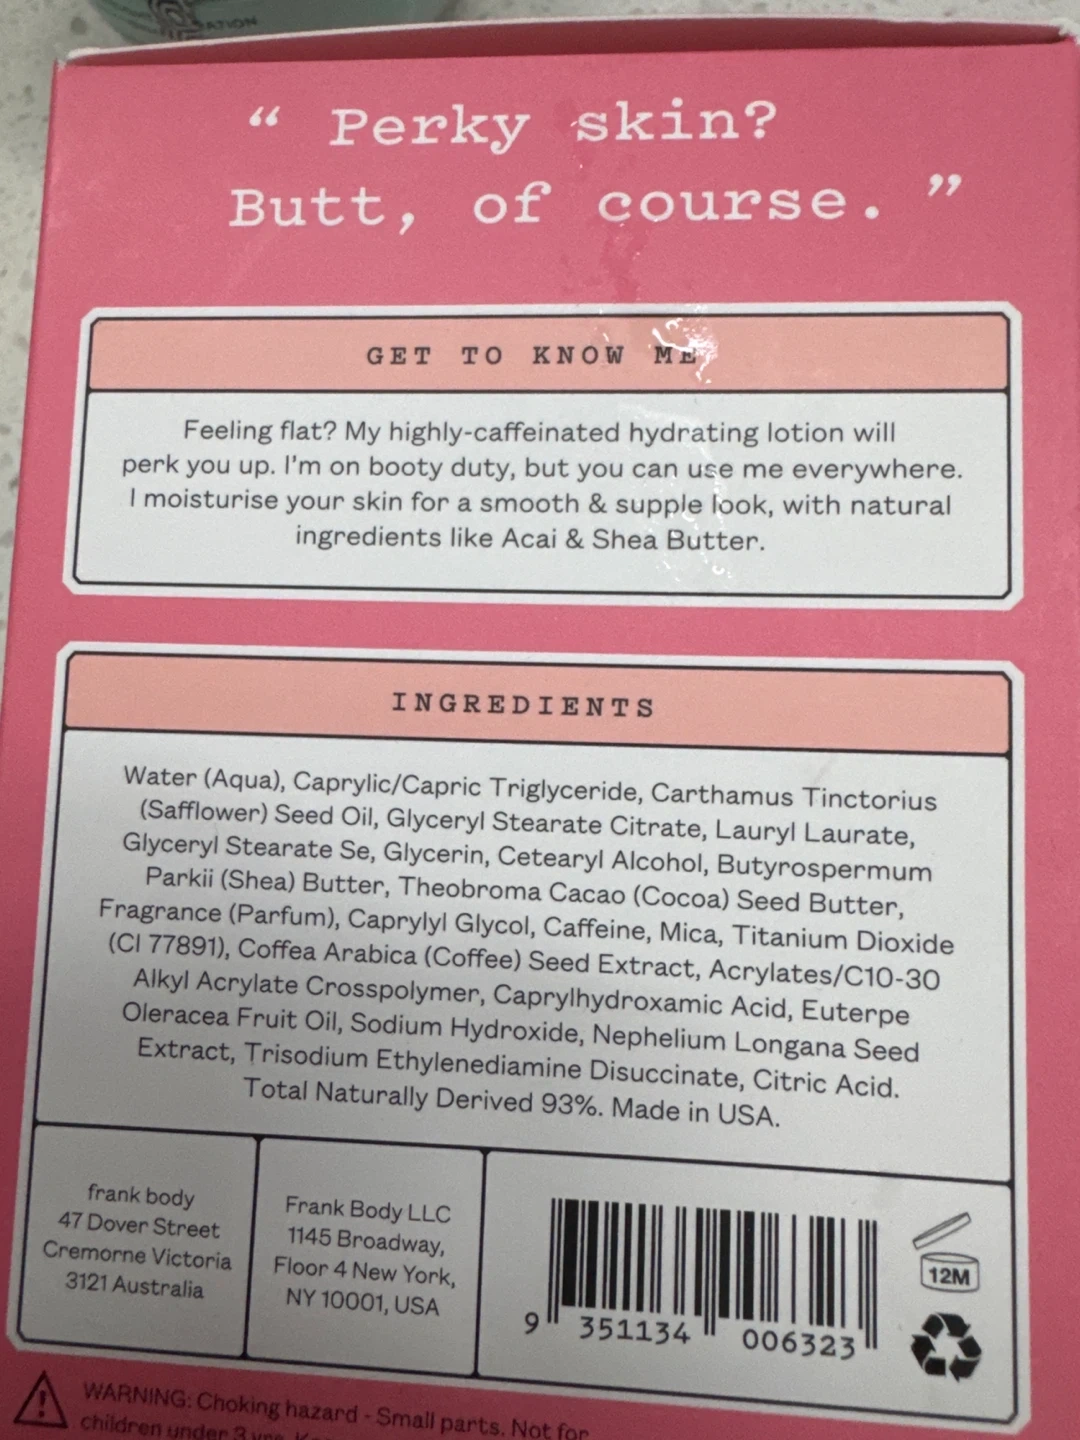 ATION
“ Perky skin?
Butt, of course. ”
GET TO KNOW ME
Feeling flat? My highly-caffeinated hydrating lotion will
perk you up. I'm on booty duty, but you can use me everywhere.
I moisturise your skin for a smooth & supple look, with natural
ingredients like Acai & Shea Butter.
INGREDIENTS
Water (Aqua), Caprylic/Capric Triglyceride, Carthamus Tinctorius
(Safflower) Seed Oil, Glyceryl Stearate Citrate, Lauryl Laurate,
Glyceryl Stearate Se, Glycerin, Cetearyl Alcohol, Butyrospermum
Parkii (Shea) Butter, Theobroma Cacao (Cocoa) Seed Butter,
Fragrance (Parfum), Caprylyl Glycol, Caffeine, Mica, Titanium Dioxide
(CI 77891), Coffea Arabica (Coffee) Seed Extract, Acrylates/C10-30
Alkyl Acrylate Crosspolymer, Caprylhydroxamic Acid, Euterpe
Oleracea Fruit Oil, Sodium Hydroxide, Nephelium Longana Seed
Extract, Trisodium Ethylenediamine Disuccinate, Citric Acid.
Total Naturally Derived 93%. Made in USA.
frank body
47 Dover Street
Cremorne Victoria
3121 Australia
Frank Body LLC
1145 Broadway,
Floor 4 New York,
NY 10001, USA
9 351134 006323
12M
WARNING: Choking hazard - Small parts. Not for
children under 3 yrs.